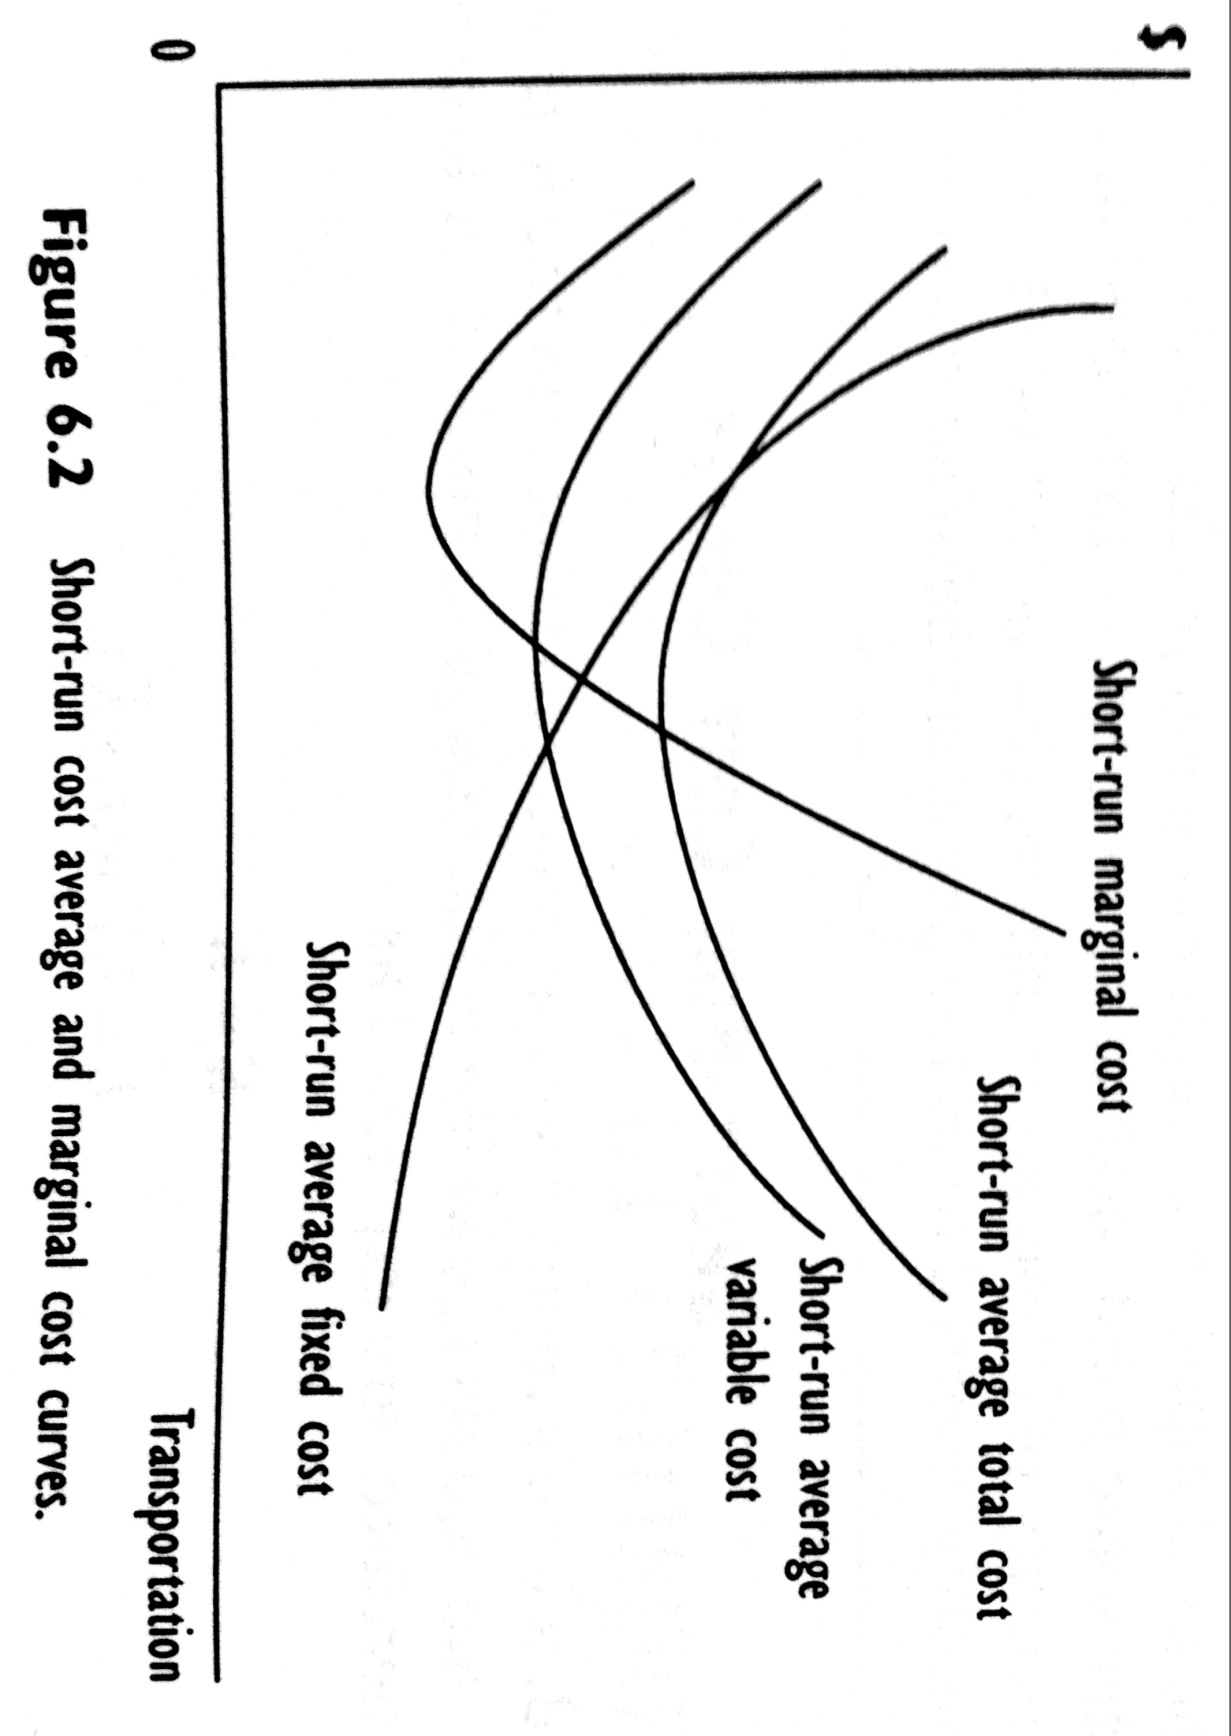 $
Short-run marginal cost
Short-run average total cost
Short-run average
variable cost
Short-run average fixed cost
0
Transportation
Figure 6.2 Short-run cost average and marginal cost curves.